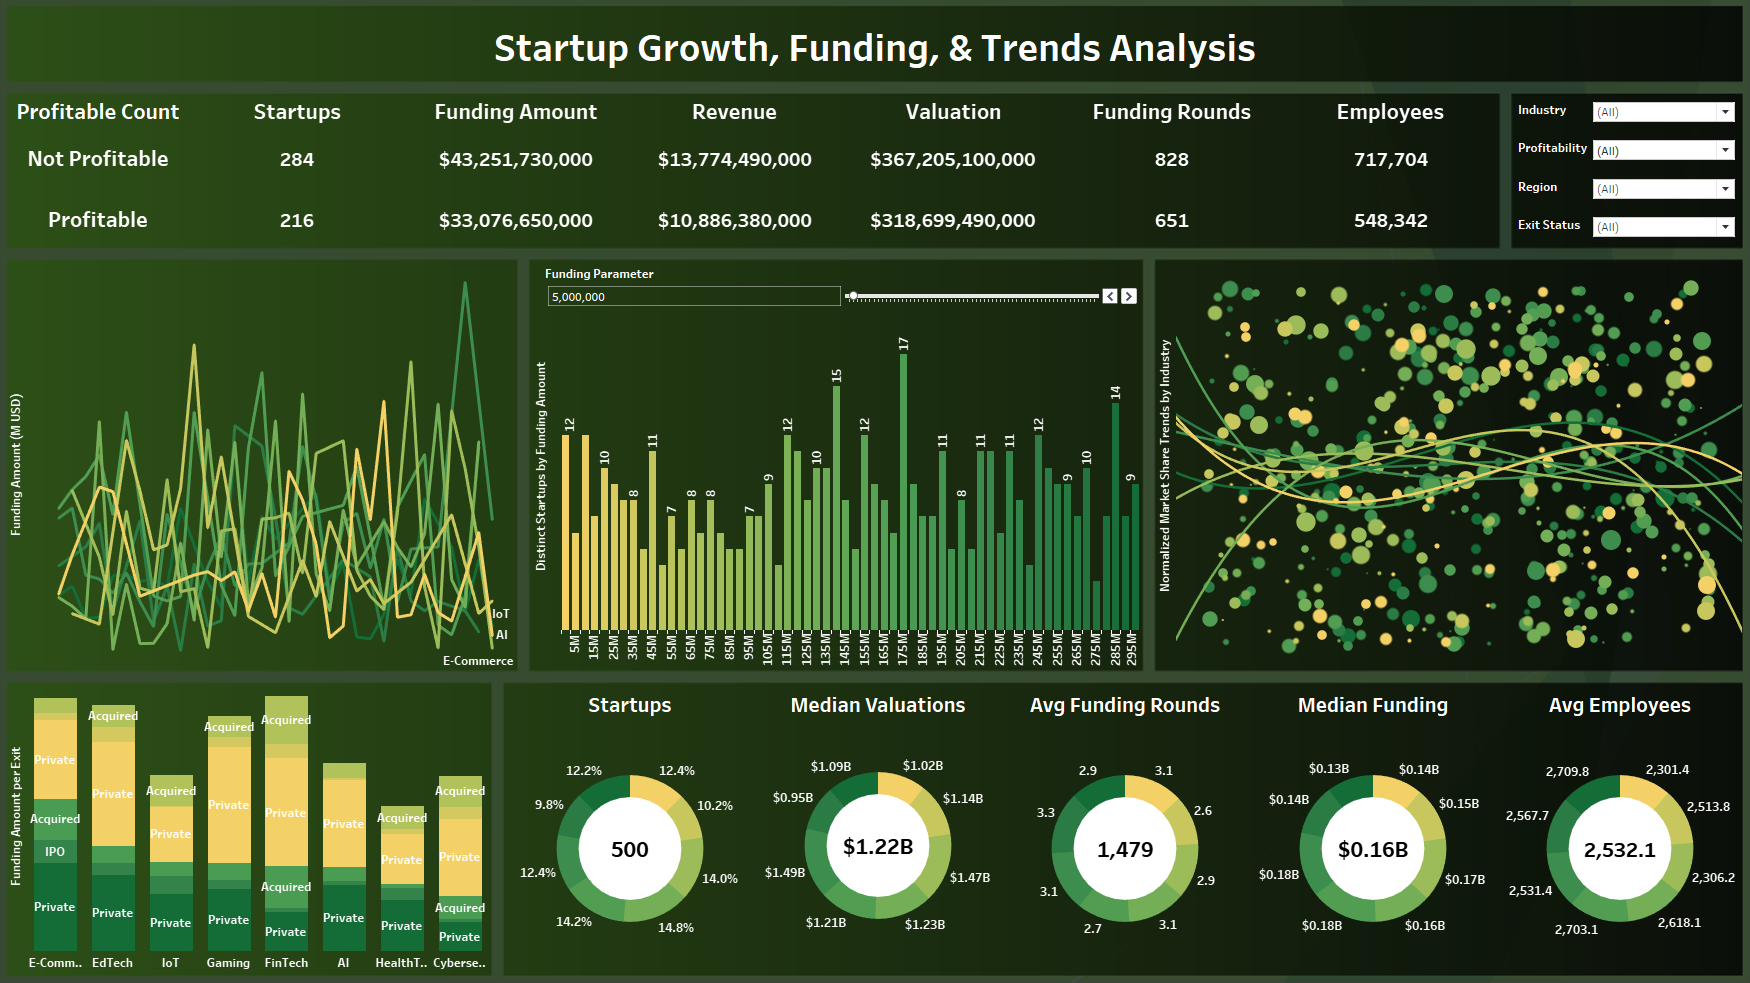 Startup Growth, Funding, & Trends Analysis
Profitable Count Startups Funding Amount Revenue Valuation Funding Rounds Employees
Not Profitable 284 $43,251,730,000 $13,774,490,000 $367,205,100,000 828 717,704
Profitable 216 $33,076,650,000 $10,886,380,000 $318,699,490,000 651 548,342
Industry (All)
Profitability (All)
Region (All)
Exit Status (All)
Funding Amount (M USD)
IoT
AI
E-Commerce
Funding Parameter
5,000,000
Distinct Startups by Funding Amount
12 10 8 11 7 8 8 7 9 12 10 15 12 17 11 8 11 11 12 9 10 14 9
5M 15M 25M 35M 45M 55M 65M 75M 85M 95M 105M 115M 125M 135M 145M 155M 165M 175M 185M 195M 205M 215M 225M 235M 245M 255M 265M 275M 285M 295M
Normalized Market Share Trends by Industry
Funding Amount per Exit
Private
Acquired
IPO
Private
E-Comm..
Acquired
Private
Private
EdTech
Acquired
Private
Private
IoT
Acquired
Private
Private
Gaming
Acquired
Private
Acquired
Private
FinTech
Private
Private
AI
Acquired
Private
Private
HealthT..
Acquired
Private
Acquired
Private
Cyberse..
Startups
12.2% 12.4%
9.8% 10.2%
500
12.4% 14.0%
14.2% 14.8%
Median Valuations
$1.09B $1.02B
$0.95B $1.14B
$1.22B
$1.49B $1.47B
$1.21B $1.23B
Avg Funding Rounds
2.9 3.1
3.3 2.6
1,479
3.1 2.9
2.7 3.1
Median Funding
$0.13B $0.14B
$0.14B $0.15B
$0.16B
$0.18B $0.17B
$0.18B $0.16B
Avg Employees
2,709.8 2,301.4
2,567.7 2,513.8
2,532.1
2,531.4 2,306.2
2,703.1 2,618.1